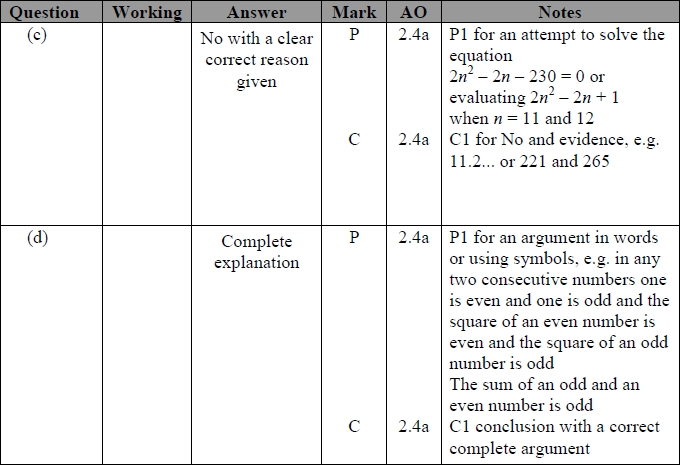 Question Working Answer Mark AO Notes
(c) No with a clear correct reason given P 2.4a P1 for an attempt to solve the
equation
2n² – 2n – 230 = 0 or
evaluating 2n² – 2n + 1
when n = 11 and 12
C 2.4a C1 for No and evidence, e.g.
11.2... or 221 and 265
(d) Complete explanation P 2.4a P1 for an argument in words
or using symbols, e.g. in any
two consecutive numbers one
is even and one is odd and the
square of an even number is
even and the square of an odd
number is odd
The sum of an odd and an
even number is odd
C 2.4a C1 conclusion with a correct
complete argument